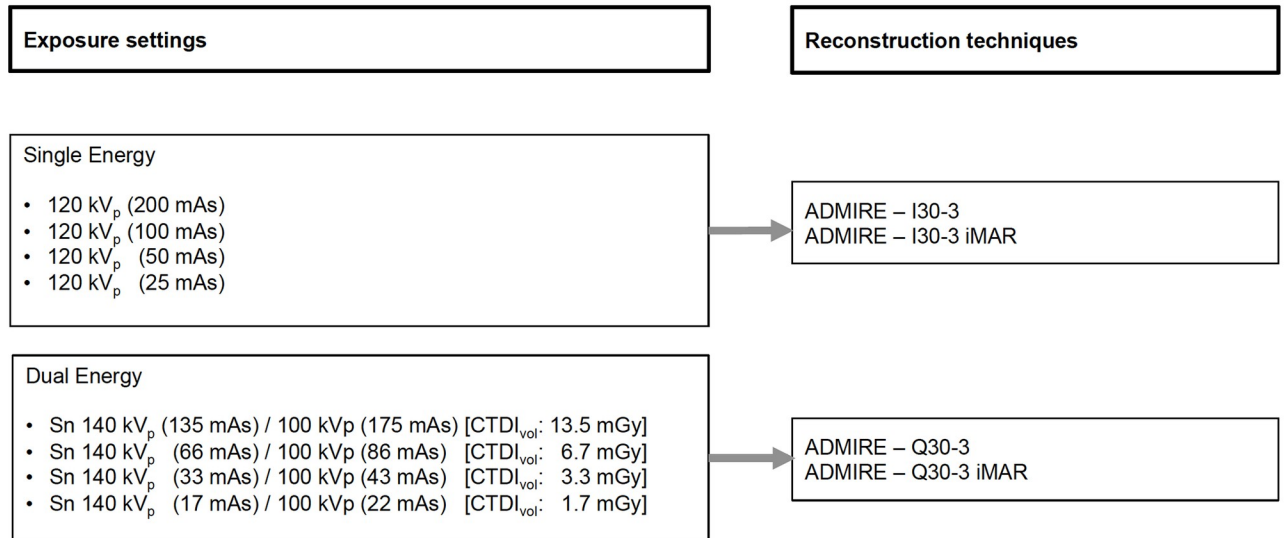 Exposure settings
Reconstruction techniques
Single Energy
• 120 kVp (200 mAs)
• 120 kVp (100 mAs)
• 120 kVp (50 mAs)
• 120 kVp (25 mAs)
ADMIRE – I30-3
ADMIRE – I30-3 iMAR
Dual Energy
• Sn 140 kVp (135 mAs) / 100 kVp (175 mAs) [CTDIvol: 13.5 mGy]
• Sn 140 kVp (66 mAs) / 100 kVp (86 mAs) [CTDIvol: 6.7 mGy]
• Sn 140 kVp (33 mAs) / 100 kVp (43 mAs) [CTDIvol: 3.3 mGy]
• Sn 140 kVp (17 mAs) / 100 kVp (22 mAs) [CTDIvol: 1.7 mGy]
ADMIRE – Q30-3
ADMIRE – Q30-3 iMAR